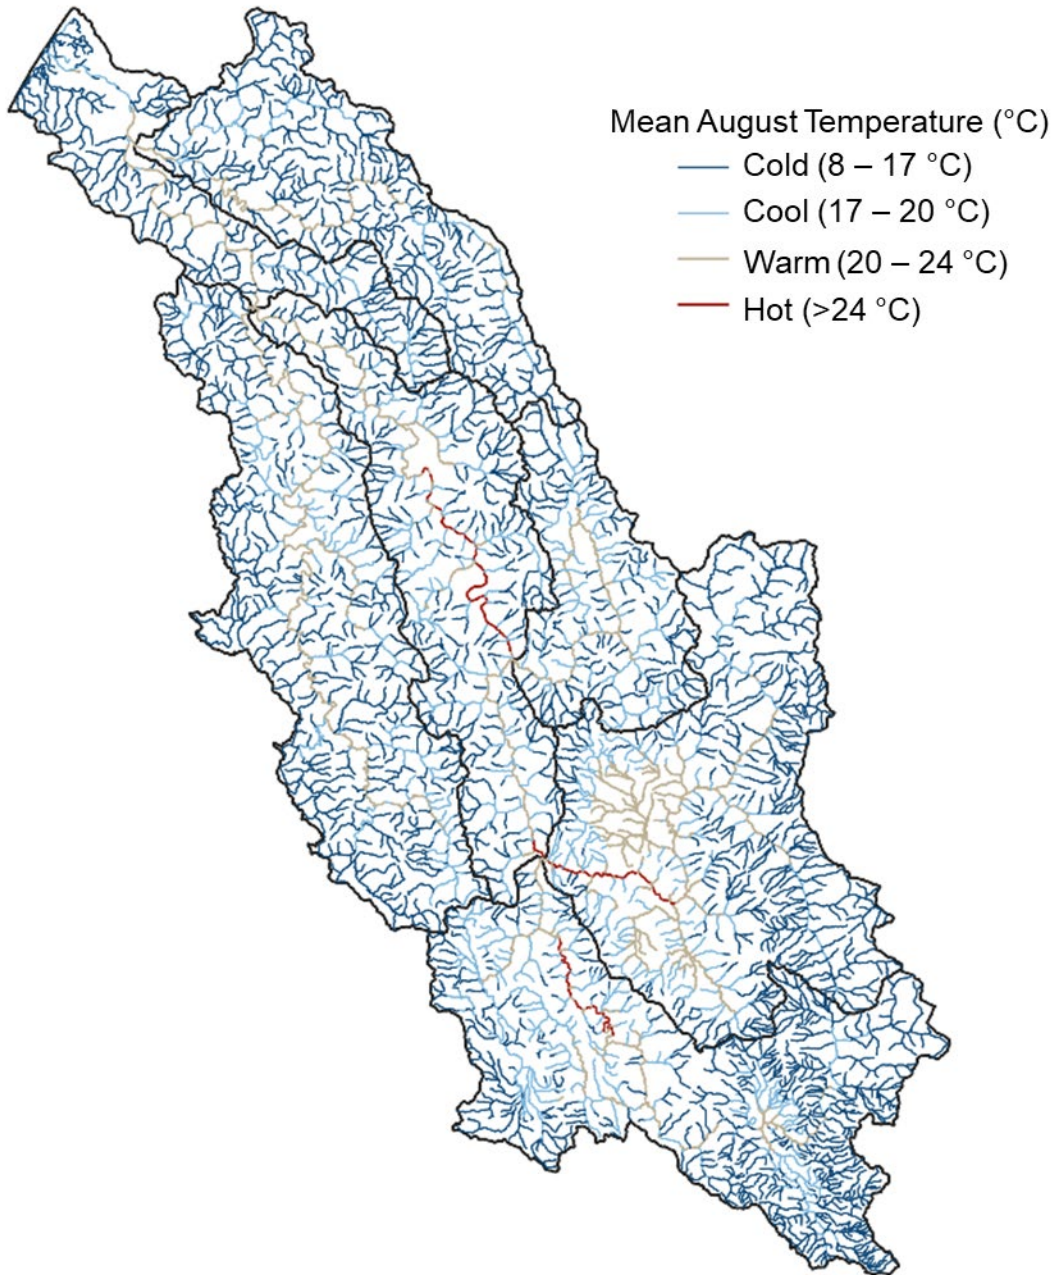 Mean August Temperature (°C)
Cold (8 – 17 °C)
Cool (17 – 20 °C)
Warm (20 – 24 °C)
Hot (>24 °C)